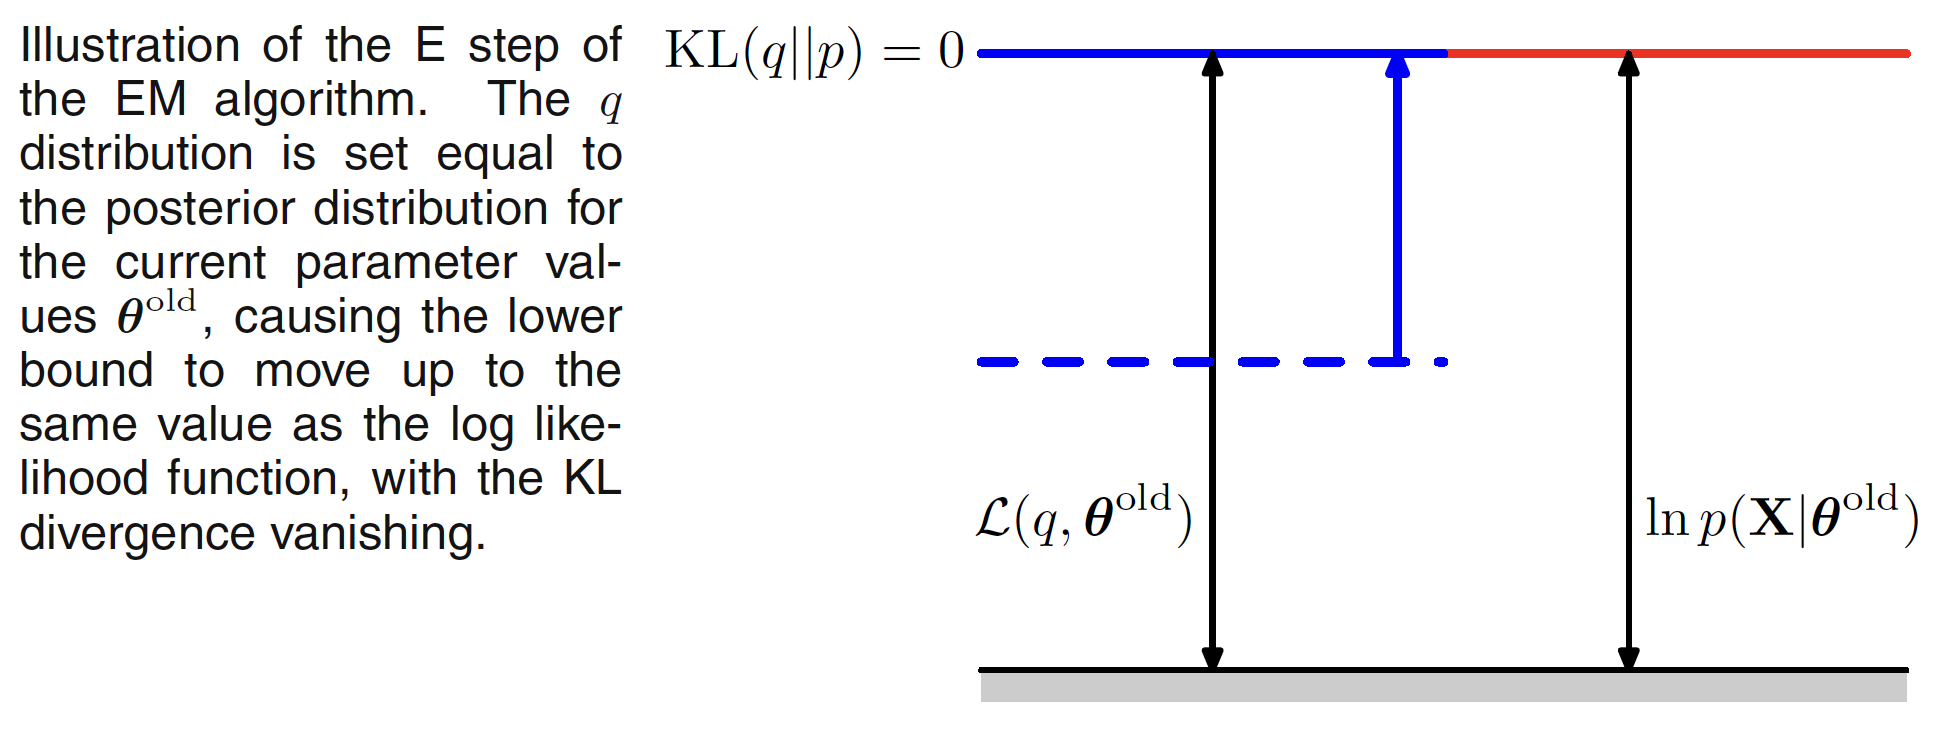 Illustration of the E step of
the EM algorithm. The q
distribution is set equal to
the posterior distribution for
the current parameter val-
ues θ^old, causing the lower
bound to move up to the
same value as the log like-
lihood function, with the KL
divergence vanishing.
KL(q||p) = 0
ℒ(q, θ^old)
ln p(X|θ^old)